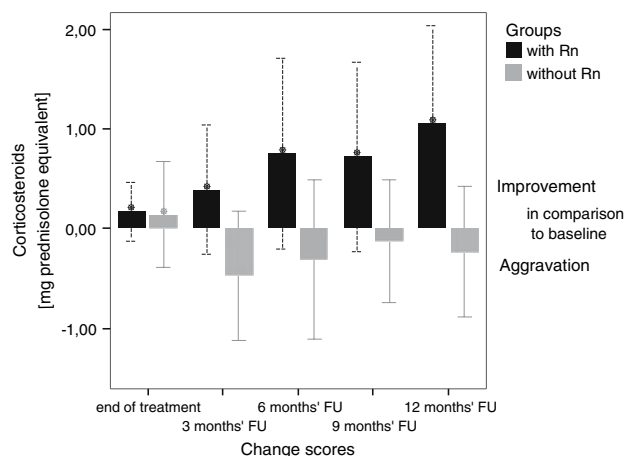 2,00
1,00
0,00
-1,00
Corticosteroids
[mg prednisolone equivalent]
Groups
with Rn
without Rn
Improvement
in comparison
to baseline
Aggravation
end of treatment
6 months' FU
12 months' FU
3 months' FU
9 months' FU
Change scores